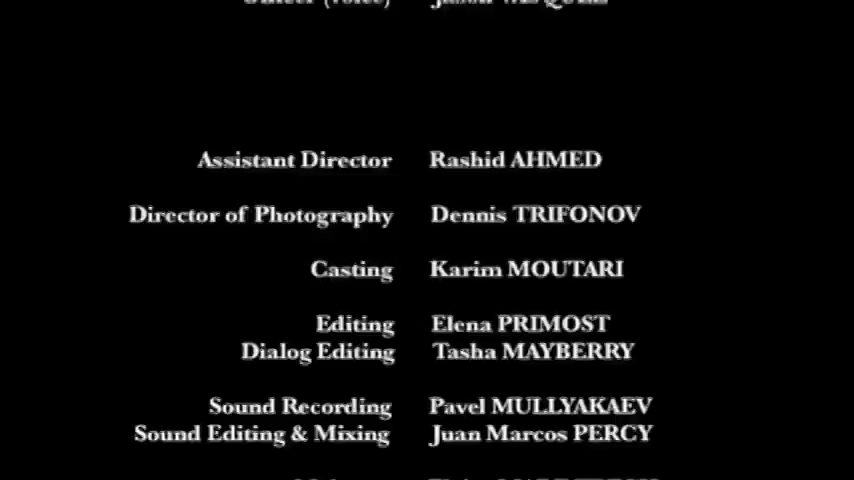 Assistant Director Rashid AHMED
Director of Photography Dennis TRIFONOV
Casting Karim MOUTARI
Editing Elena PRIMOST
Dialog Editing Tasha MAYBERRY
Sound Recording Pavel MULLYAKAEV
Sound Editing & Mixing Juan Marcos PERCY